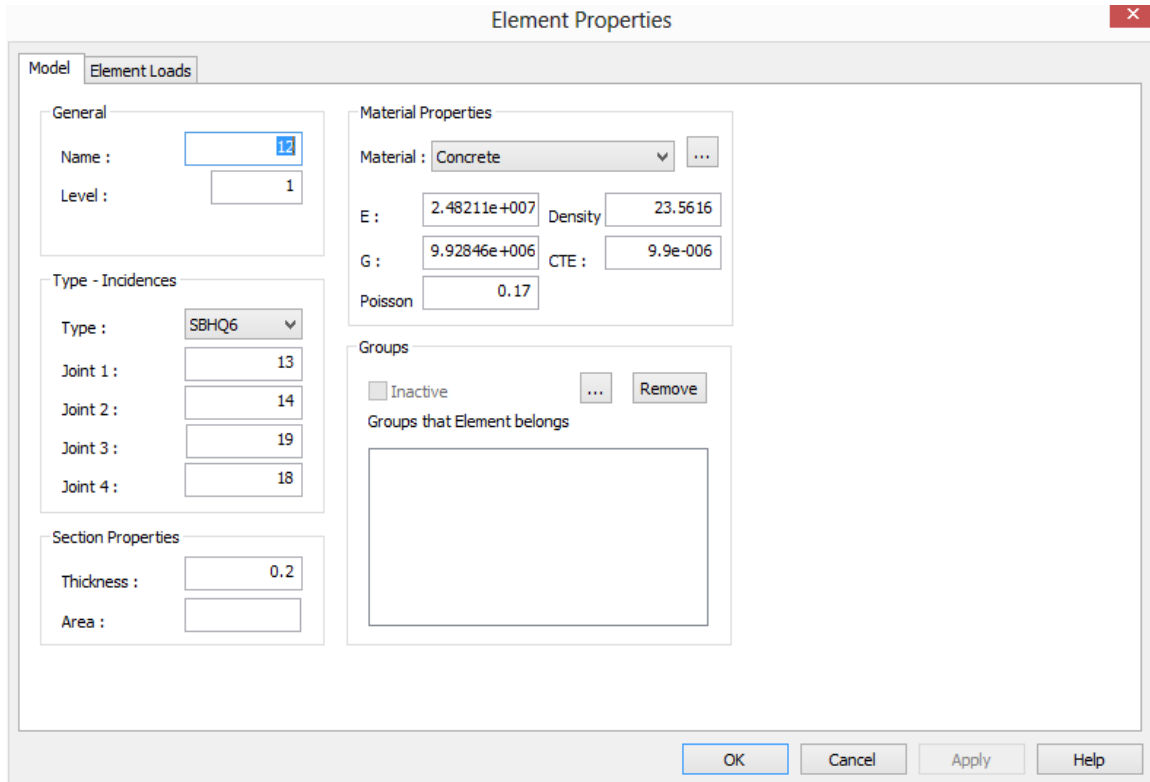 Element Properties
Model
Element Loads
General
Name : 12
Level : 1
Type - Incidences
Type : SBHQ6
Joint 1 : 13
Joint 2 : 14
Joint 3 : 19
Joint 4 : 18
Section Properties
Thickness : 0.2
Area :
Material Properties
Material : Concrete ...
E : 2.48211e+007 Density 23.5616
G : 9.92846e+006 CTE : 9.9e-006
Poisson 0.17
Groups
Inactive ... Remove
Groups that Element belongs
OK Cancel Apply Help